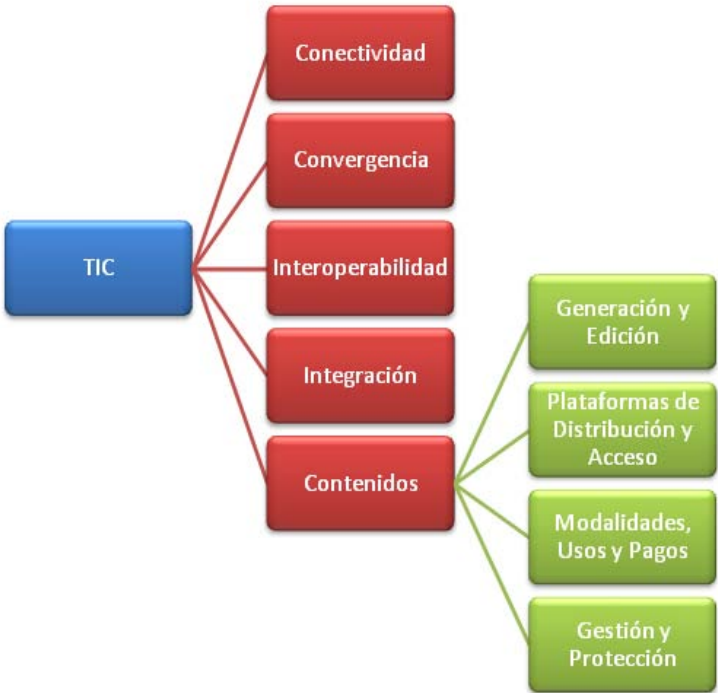 TIC
Conectividad
Convergencia
Interoperabilidad
Integración
Contenidos
Generación y
Edición
Plataformas de
Distribución y
Acceso
Modalidades,
Usos y Pagos
Gestión y
Protección